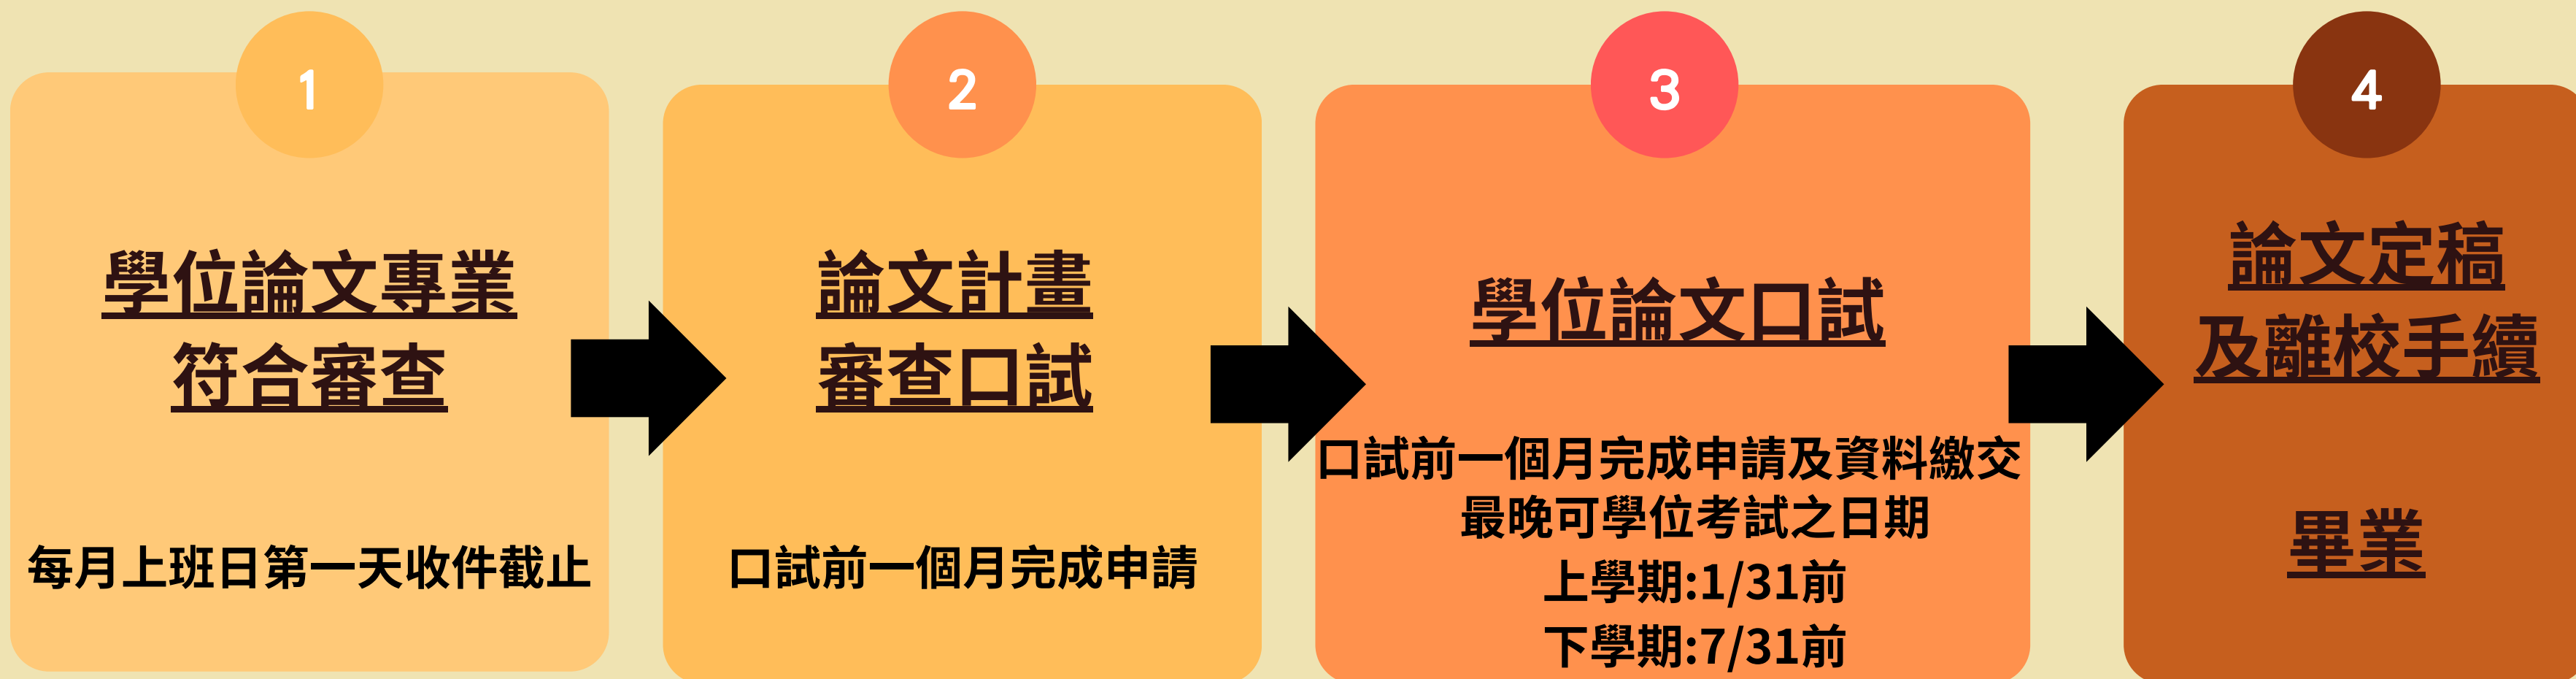 1
學位論文專業
符合審查
每月上班日第一天收件截止
2
論文計畫
審查口試
口試前一個月完成申請
3
學位論文口試
口試前一個月完成申請及資料繳交
最晚可學位考試之日期
上學期:1/31前
下學期:7/31前
4
論文定稿
及離校手續
畢業